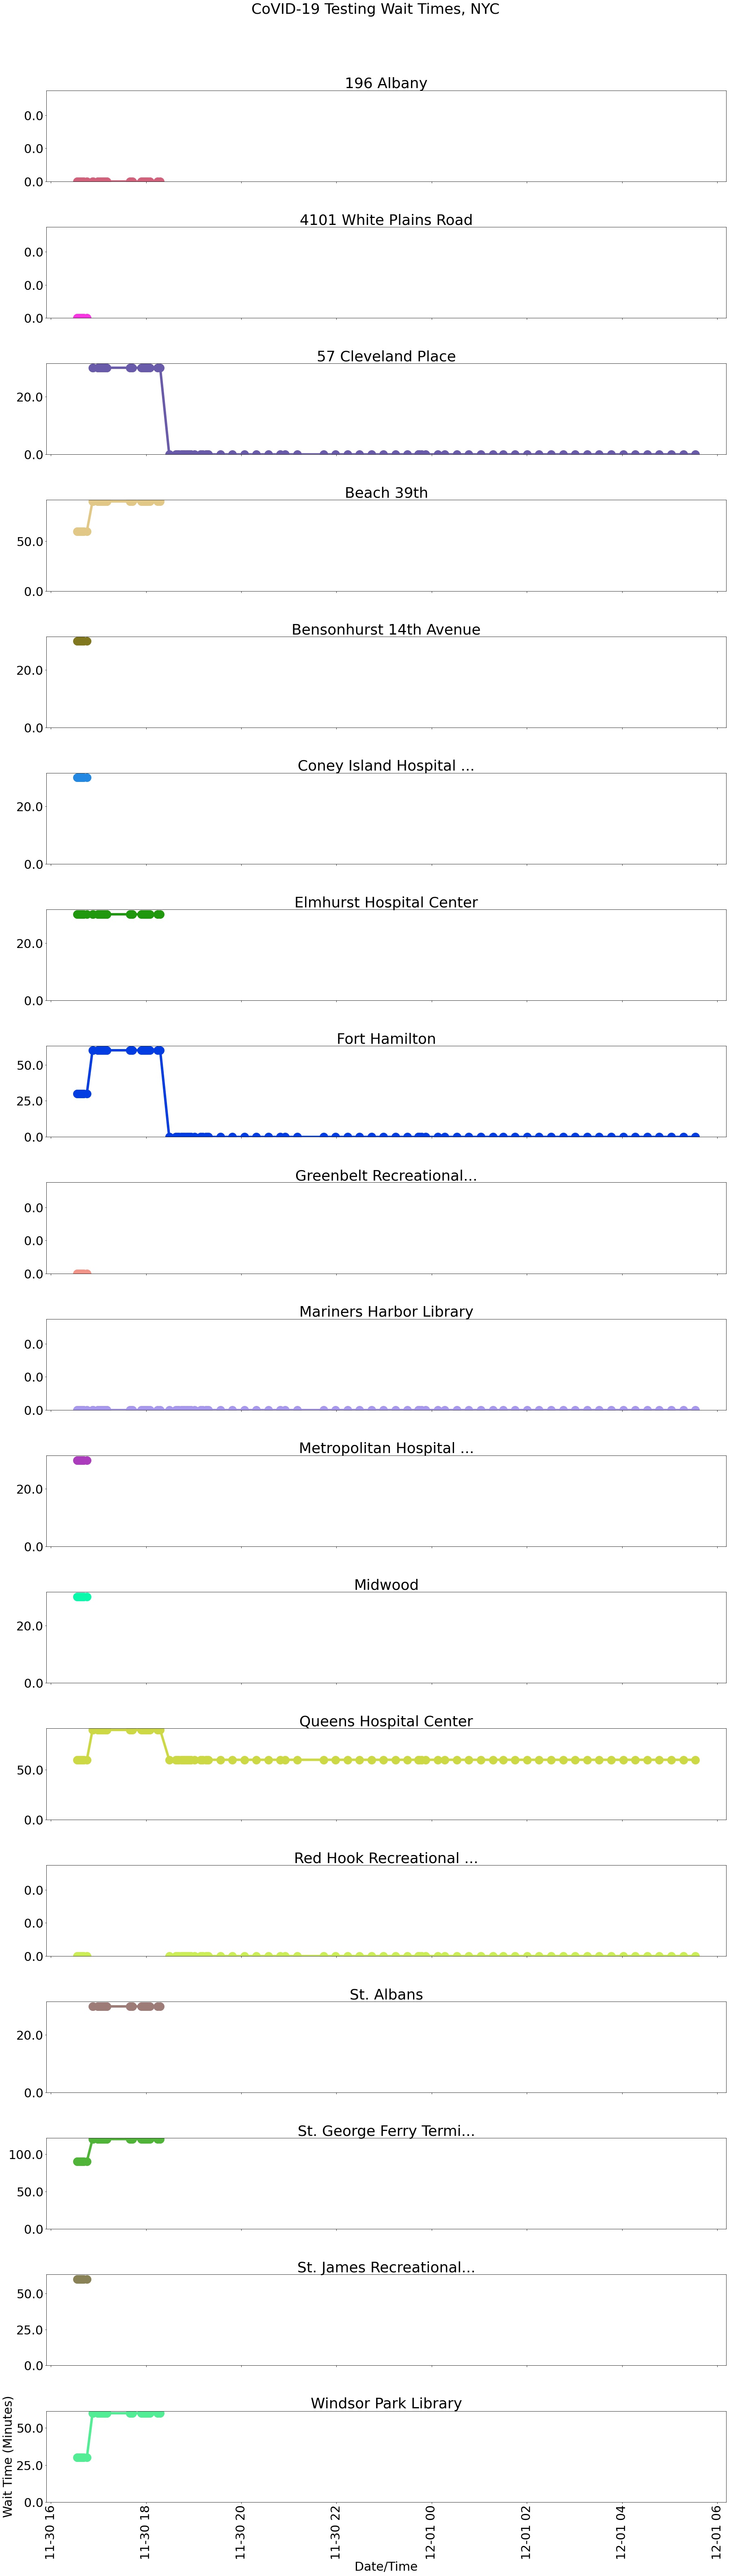 CoVID-19 Testing Wait Times, NYC
196 Albany
0.0
0.0
0.0
4101 White Plains Road
0.0
0.0
0.0
57 Cleveland Place
20.0
0.0
Beach 39th
50.0
0.0
Bensonhurst 14th Avenue
20.0
0.0
Coney Island Hospital ...
20.0
0.0
Elmhurst Hospital Center
20.0
0.0
Fort Hamilton
50.0
25.0
0.0
Greenbelt Recreational...
0.0
0.0
0.0
Mariners Harbor Library
0.0
0.0
0.0
Metropolitan Hospital ...
20.0
0.0
Midwood
20.0
0.0
Queens Hospital Center
50.0
0.0
Red Hook Recreational ...
0.0
0.0
0.0
St. Albans
20.0
0.0
St. George Ferry Termi...
100.0
50.0
0.0
St. James Recreational...
50.0
25.0
0.0
Windsor Park Library
50.0
25.0
0.0
Wait Time (Minutes)
11-30 16
11-30 18
11-30 20
11-30 22
12-01 00
12-01 02
12-01 04
12-01 06
Date/Time